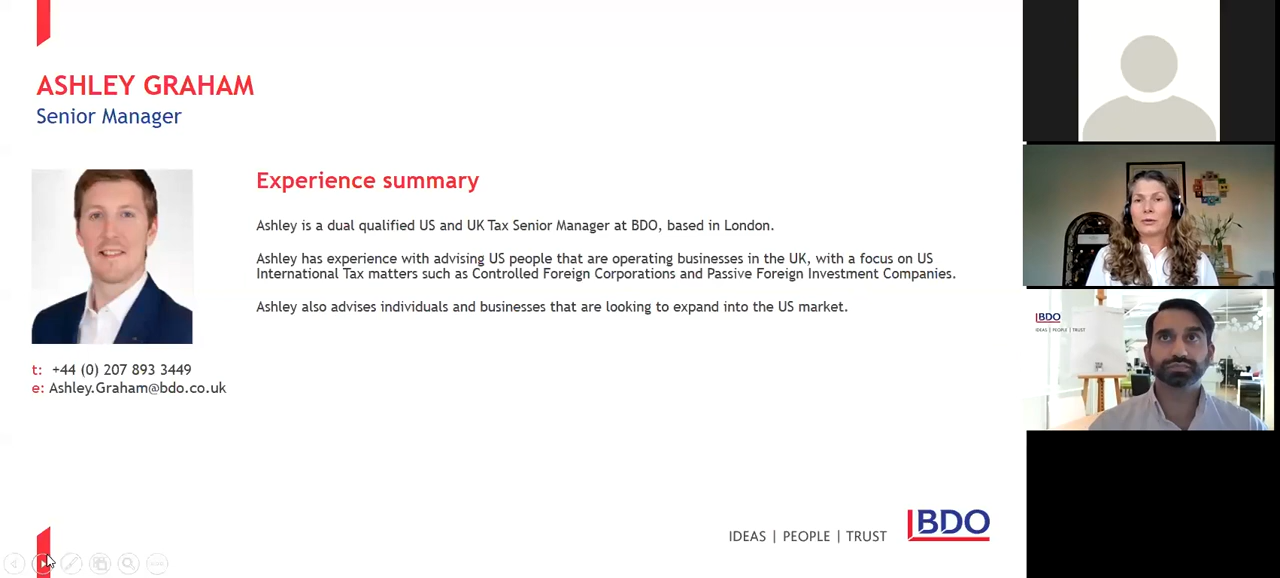 ASHLEY GRAHAM
Senior Manager
Experience summary
Ashley is a dual qualified US and UK Tax Senior Manager at BDO, based in London.
Ashley has experience with advising US people that are operating businesses in the UK, with a focus on US
International Tax matters such as Controlled Foreign Corporations and Passive Foreign Investment Companies.
Ashley also advises individuals and businesses that are looking to expand into the US market.
t: +44 (0) 207 893 3449
e: Ashley.Graham@bdo.co.uk
IDEAS | PEOPLE | TRUST
BDO
BDO
IDEAS | PEOPLE | TRUST